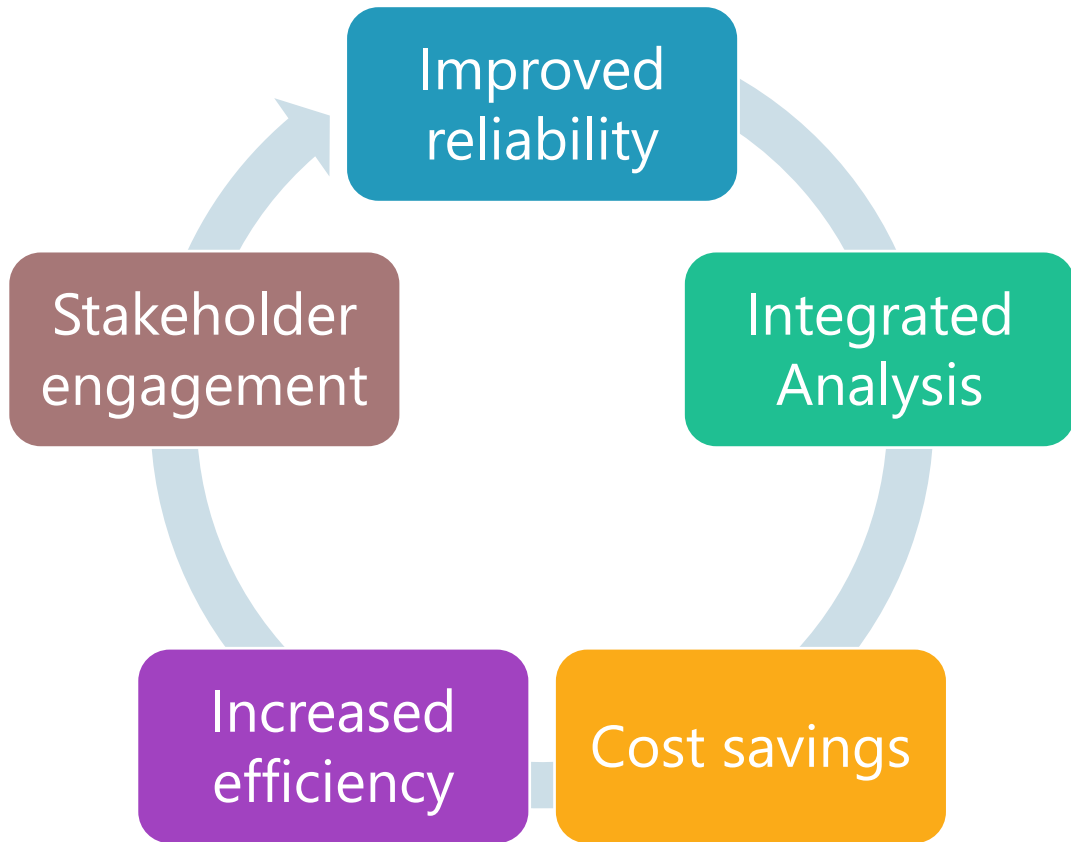 Improved
reliability
Integrated
Analysis
Cost savings
Increased
efficiency
Stakeholder
engagement